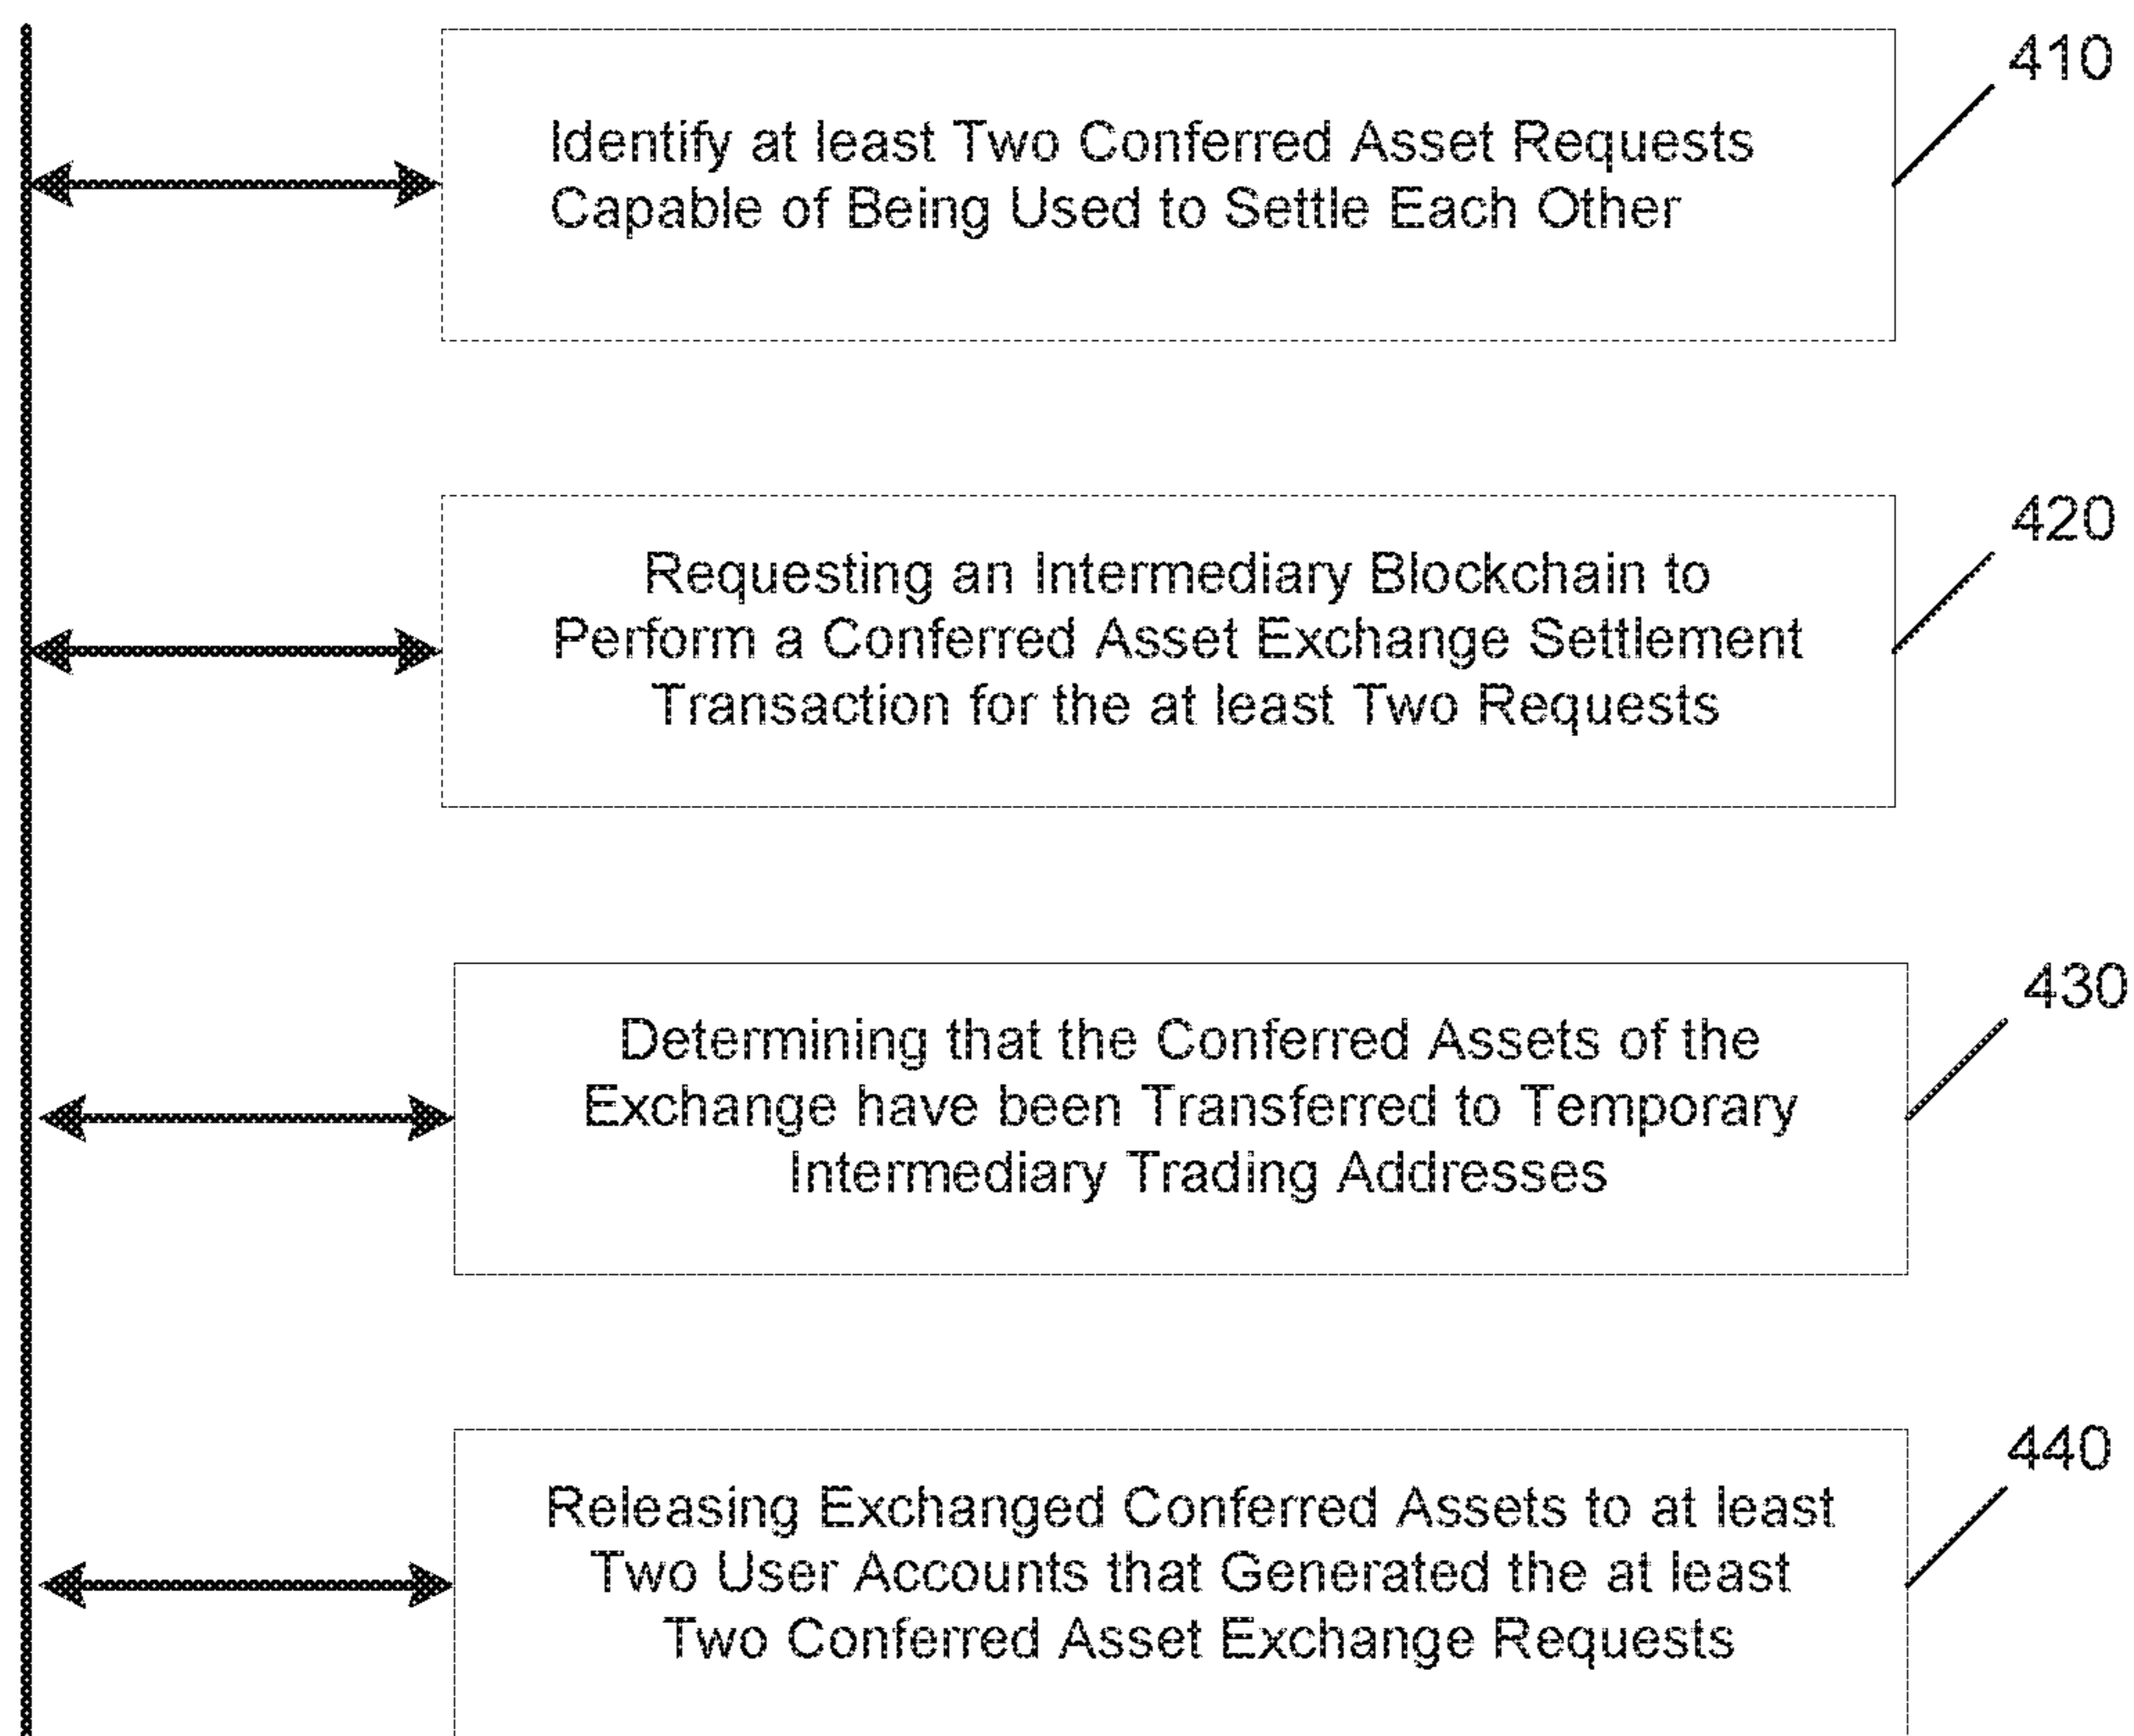 410
Identify at least Two Conferred Asset Requests
Capable of Being Used to Settle Each Other
420
Requesting an Intermediary Blockchain to
Perform a Conferred Asset Exchange Settlement
Transaction for the at least Two Requests
430
Determining that the Conferred Assets of the
Exchange have been Transferred to Temporary
Intermediary Trading Addresses
440
Releasing Exchanged Conferred Assets to at least
Two User Accounts that Generated the at least
Two Conferred Asset Exchange Requests